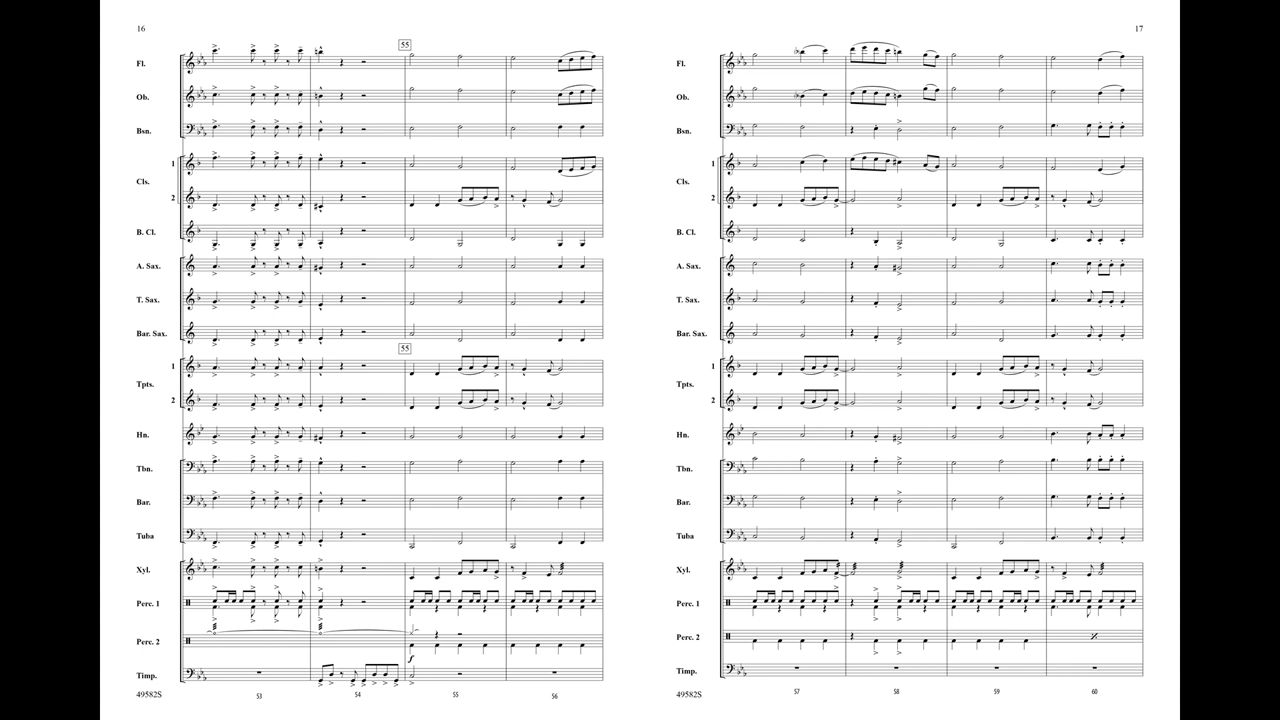 16
55
Fl.
Ob.
Bsn.
1
Cls.
2
B. Cl.
A. Sax.
T. Sax.
Bar. Sax.
55
1
Tpts.
2
Hn.
Tbn.
Bar.
Tuba
Xyl.
Perc. 1
Perc. 2
f
Timp.
49582S
53
54
55
56
17
Fl.
Ob.
Bsn.
1
Cls.
2
B. Cl.
A. Sax.
T. Sax.
Bar. Sax.
1
Tpts.
2
Hn.
Tbn.
Bar.
Tuba
Xyl.
Perc. 1
Perc. 2
Timp.
49582S
57
58
59
60